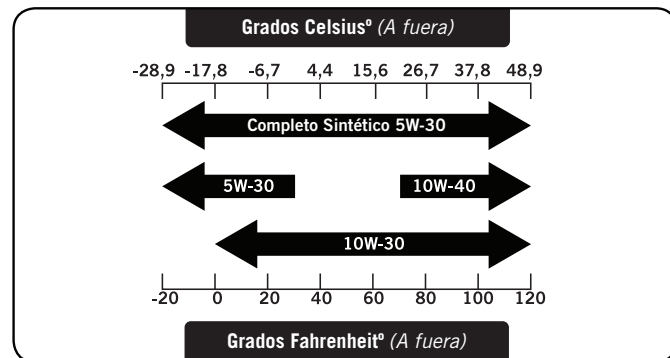 Grados Celsiusº (A fuera)
-28,9 -17,8 -6,7 4,4 15,6 26,7 37,8 48,9
Completo Sintético 5W-30
5W-30 10W-40
10W-30
-20 0 20 40 60 80 100 120
Grados Fahrenheitº (A fuera)